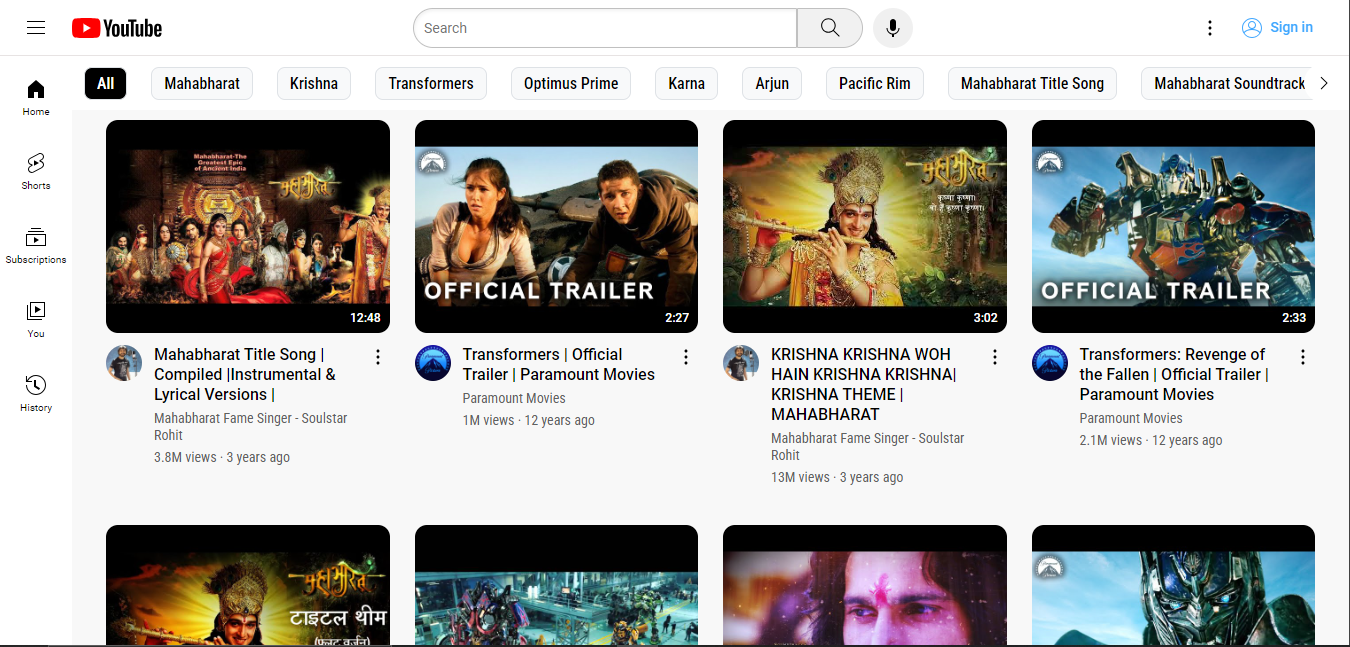 YouTube
Search
Sign in
All
Mahabharat
Krishna
Transformers
Optimus Prime
Karna
Arjun
Pacific Rim
Mahabharat Title Song
Mahabharat Soundtrack
Home
Shorts
Subscriptions
You
History
Mahabharat-The
Greatest Epic
of Ancient India
महाभारत
12:48
OFFICIAL TRAILER
2:27
महाभारत
कृष्णा कृष्णा।
वो हैं कृष्णा कृष्णा।
3:02
OFFICIAL TRAILER
2:33
Mahabharat Title Song |
Compiled |Instrumental &
Lyrical Versions |
Mahabharat Fame Singer - Soulstar
Rohit
3.8M views · 3 years ago
Transformers | Official
Trailer | Paramount Movies
Paramount Movies
1M views · 12 years ago
KRISHNA KRISHNA WOH
HAIN KRISHNA KRISHNA|
KRISHNA THEME |
MAHABHARAT
Mahabharat Fame Singer - Soulstar
Rohit
13M views · 3 years ago
Transformers: Revenge of
the Fallen | Official Trailer |
Paramount Movies
Paramount Movies
2.1M views · 12 years ago
महाभारत
टाइटल थीम